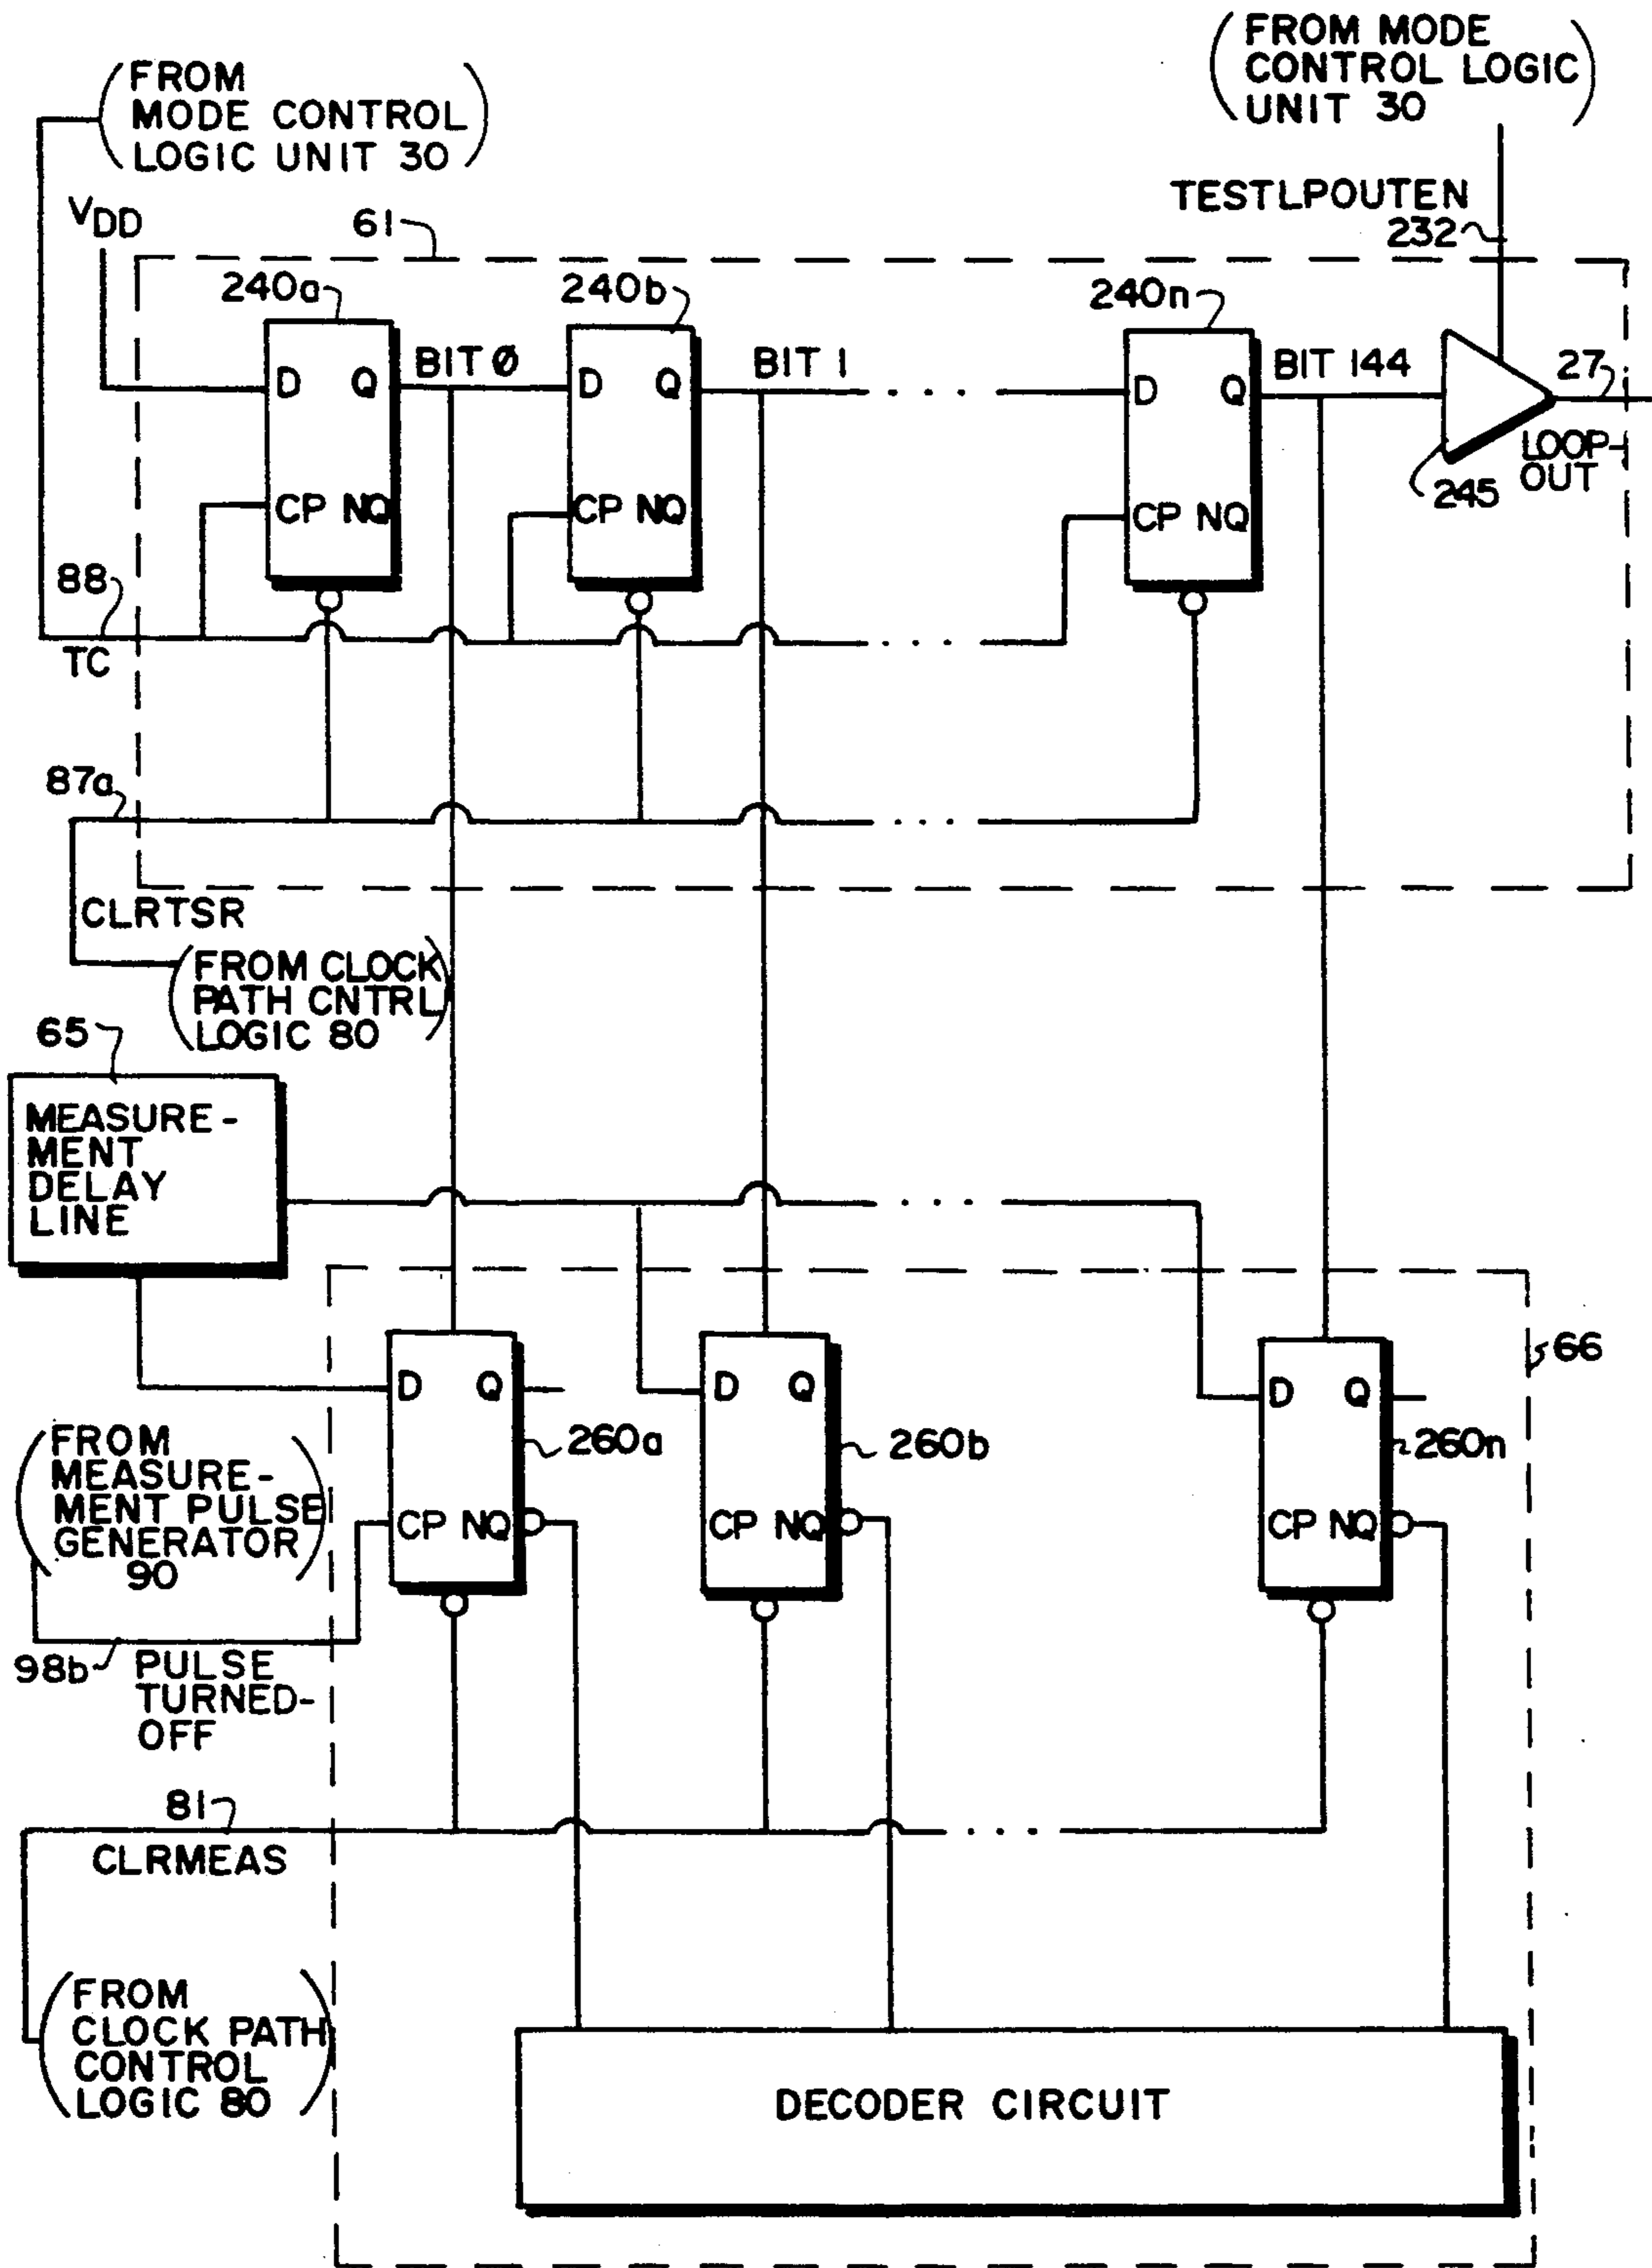 (FROM MODE
CONTROL LOGIC
UNIT 30)
(FROM
MODE CONTROL
LOGIC UNIT 30)
TESTLPOUTEN
232
VDD
61
240a
240b
240n
BIT 0
BIT 1
BIT 144
27
D Q
D Q
D Q
LOOP-
OUT
245
CP NQ
CP NQ
CP NQ
88
TC
. . . .
87a
CLRTSR
(FROM CLOCK
PATH CNTRL
LOGIC 80)
65
MEASURE-
MENT
DELAY
LINE
66
D Q
D Q
D Q
260a
260b
260n
(FROM
MEASURE-
MENT PULSE
GENERATOR
90)
CP NQ
CP NQ
CP NQ
98b
PULSE
TURNED-
OFF
81
CLRMEAS
(FROM
CLOCK PATH
CONTROL
LOGIC 80)
DECODER CIRCUIT